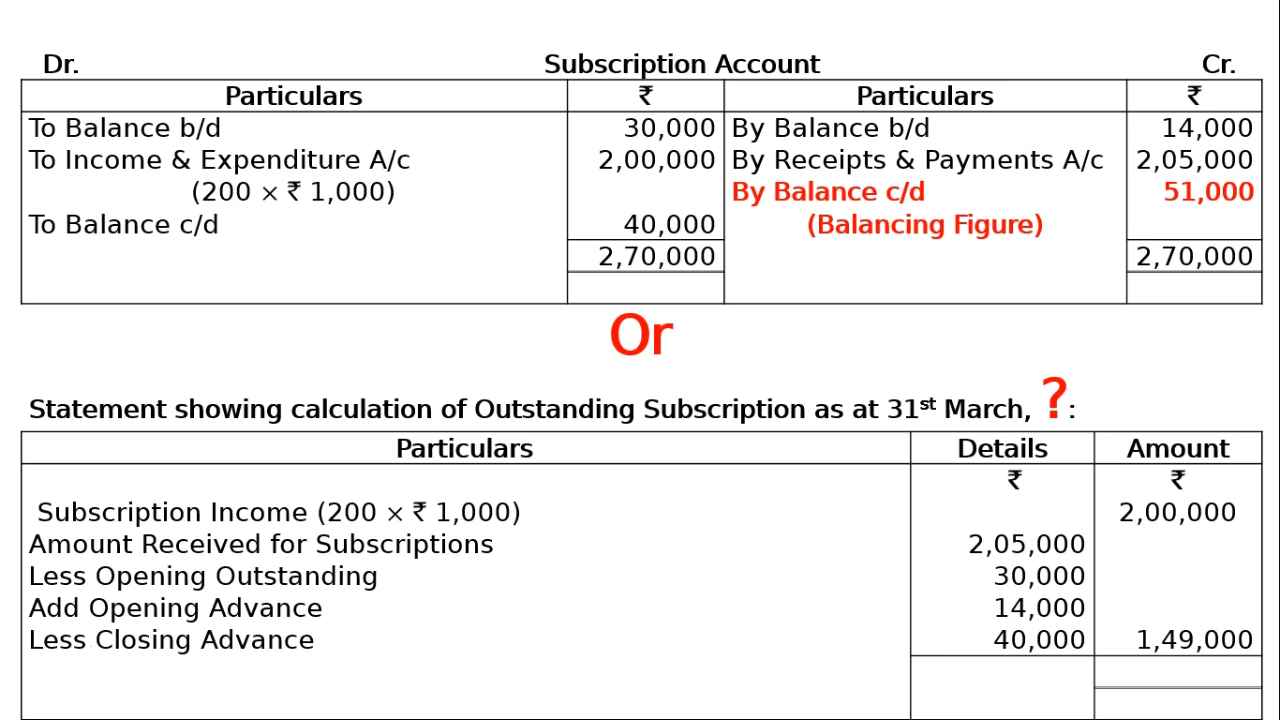 Dr. Subscription Account Cr.
Particulars ₹ Particulars ₹
To Balance b/d 30,000 By Balance b/d 14,000
To Income & Expenditure A/c 2,00,000 By Receipts & Payments A/c 2,05,000
(200 × ₹ 1,000) By Balance c/d 51,000
To Balance c/d 40,000 (Balancing Figure)
2,70,000 2,70,000
Or
Statement showing calculation of Outstanding Subscription as at 31st March, ? :
Particulars Details Amount
₹ ₹
Subscription Income (200 × ₹ 1,000) 2,00,000
Amount Received for Subscriptions 2,05,000
Less Opening Outstanding 30,000
Add Opening Advance 14,000
Less Closing Advance 40,000 1,49,000